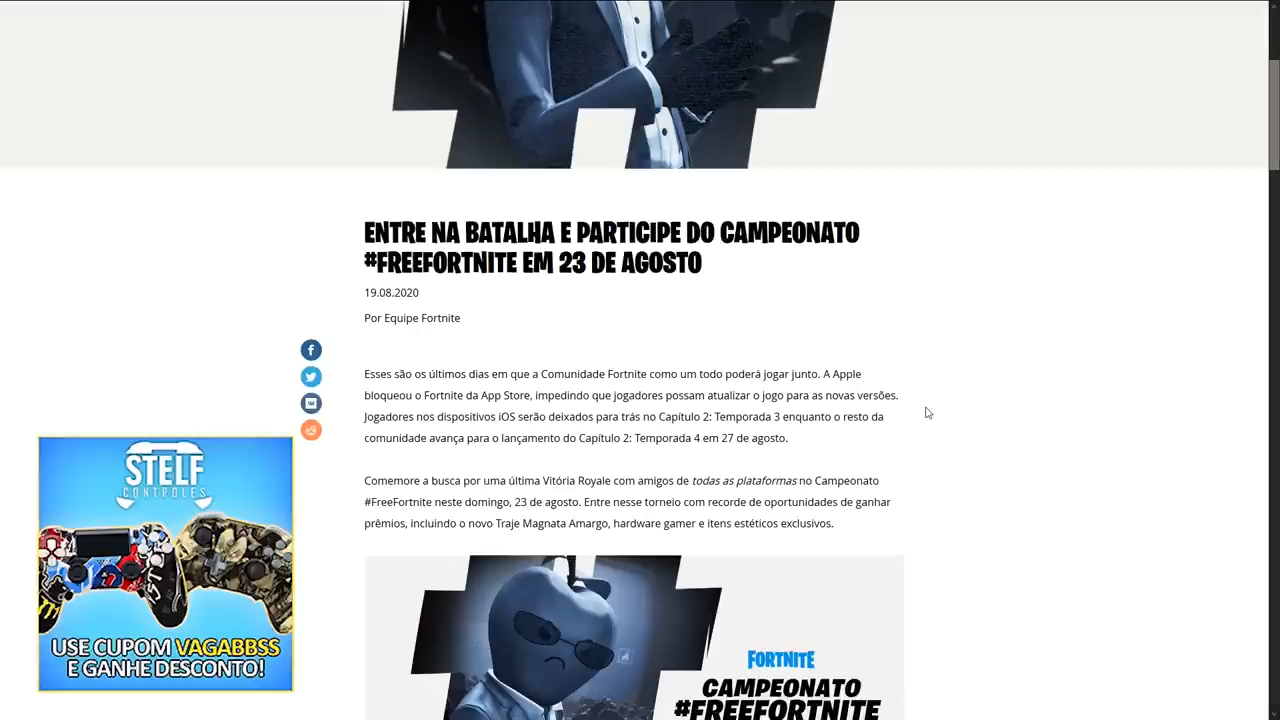 ENTRE NA BATALHA E PARTICIPE DO CAMPEONATO
#FREEFORTNITE EM 23 DE AGOSTO
19.08.2020
Por Equipe Fortnite
Esses são os últimos dias em que a Comunidade Fortnite como um todo poderá jogar junto. A Apple
bloqueou o Fortnite da App Store, impedindo que jogadores possam atualizar o jogo para as novas versões.
Jogadores nos dispositivos iOS serão deixados para trás no Capítulo 2: Temporada 3 enquanto o resto da
comunidade avança para o lançamento do Capítulo 2: Temporada 4 em 27 de agosto.
Comemore a busca por uma última Vitória Royale com amigos de todas as plataformas no Campeonato
#FreeFortnite neste domingo, 23 de agosto. Entre nesse torneio com recorde de oportunidades de ganhar
prêmios, incluindo o novo Traje Magnata Amargo, hardware gamer e itens estéticos exclusivos.
STELF
CONTROLES
USE CUPOM VAGABBSS
E GANHE DESCONTO!
FORTNITE
CAMPEONATO
#FREEFORTNITE